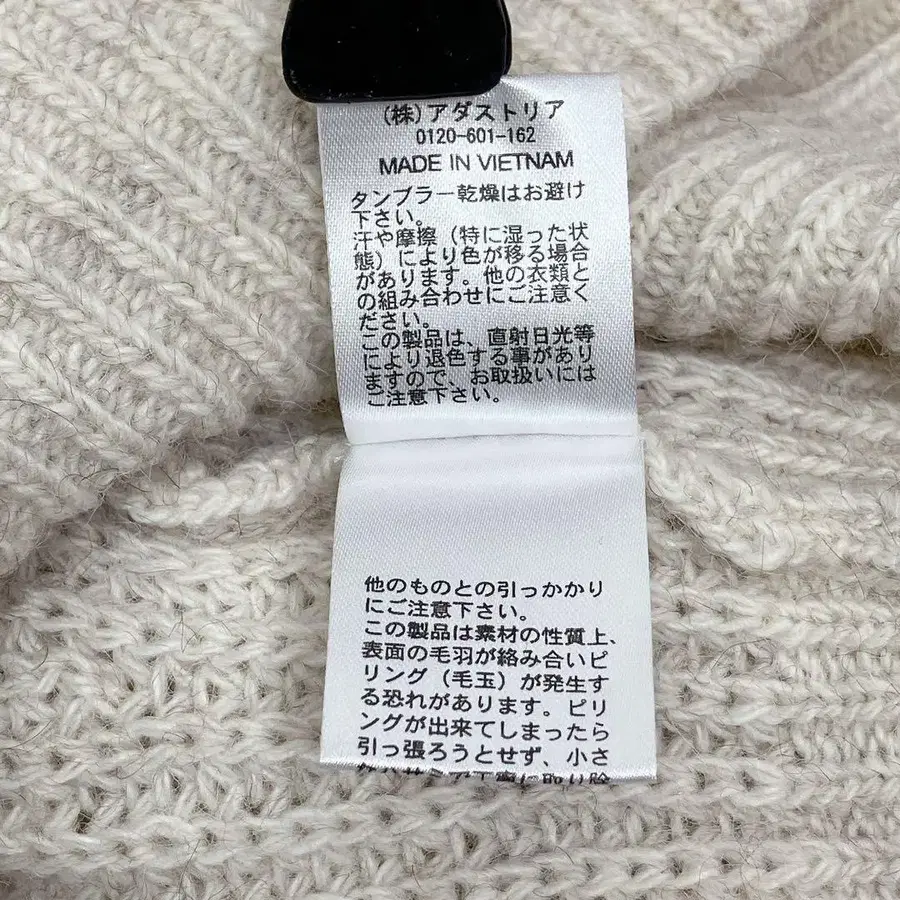 (株)アダストリア
0120-601-162
MADE IN VIETNAM
タンブラー乾燥はお避け
下さい。
汗や摩擦（特に湿った状
態）により色が移る場合
があります。他の衣類と
の組み合わせにご注意く
ださい。
この製品は、直射日光等
により退色する事があり
ますので、お取扱いには
ご注意下さい。
他のものとの引っかかり
にご注意下さい。
この製品は素材の性質上、
表面の毛羽が絡み合いピ
リング（毛玉）が発生す
る恐れがあります。ピリ
ングが出来てしまったら
引っ張ろうとせず、小さ